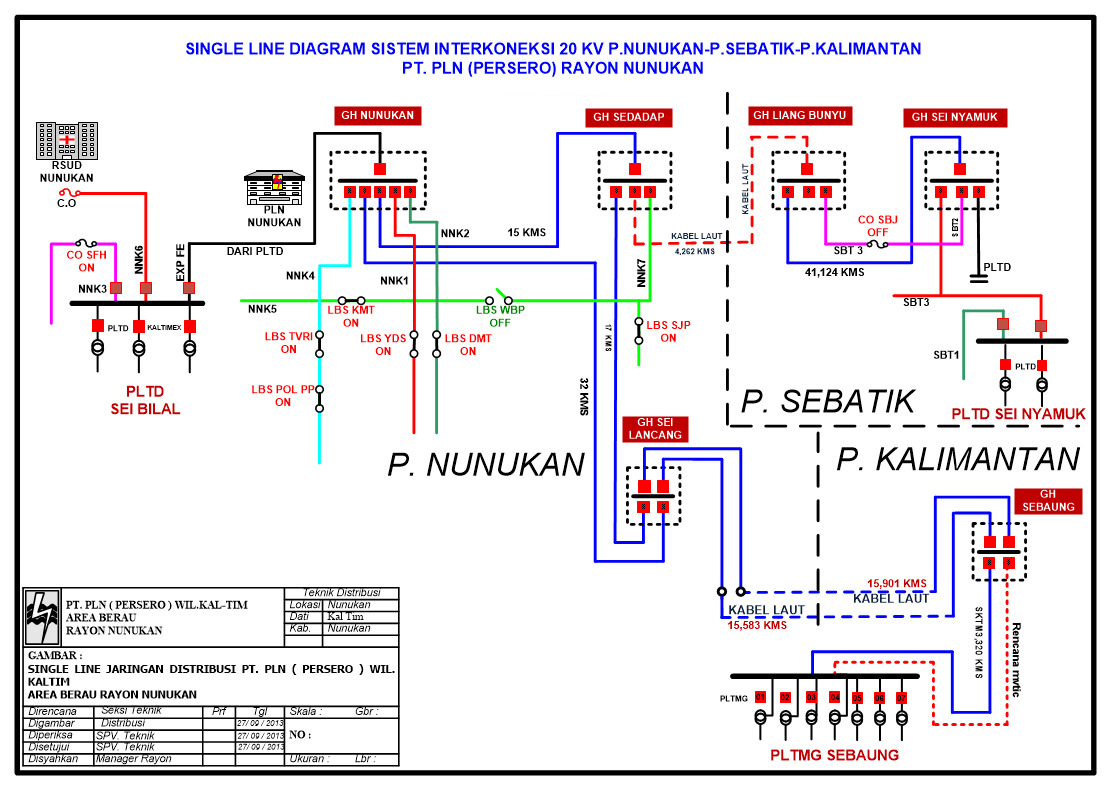 SINGLE LINE DIAGRAM SISTEM INTERKONEKSI 20 KV P.NUNUKAN-P.SEBATIK-P.KALIMANTAN
PT. PLN (PERSERO) RAYON NUNUKAN
GH NUNUKAN
GH SEDADAP
GH LIANG BUNYU
GH SEI NYAMUK
RSUD
NUNUKAN
C.O
PLN
NUNUKAN
CO SFH
ON
NNK6
NNK3
EXP FE
DARI PLTD
PLTD
KALTIMEX
PLTD
SEI BILAL
NNK4
NNK1
NNK2
15 KMS
NNK5
NNK7
LBS KMT
ON
LBS WBP
OFF
LBS TVRI
ON
LBS YDS
ON
LBS DMT
ON
LBS SJP
ON
LBS POL PP
ON
17 KMS
32 KMS
KABEL LAUT
4,262 KMS
KABEL LAUT
CO SBJ
OFF
SBT 3
SBT2
41,124 KMS
PLTD
SBT3
SBT1
PLTD
PLTD SEI NYAMUK
P. SEBATIK
P. NUNUKAN
P. KALIMANTAN
GH SEI
LANCANG
GH
SEBAUNG
15,901 KMS
KABEL LAUT
KABEL LAUT
15,583 KMS
SKTM3,320 KMS
Rencana mvtic
PLTMG
01
02
03
04
05
06
07
PLTMG SEBAUNG
PT. PLN ( PERSERO ) WIL.KAL-TIM
AREA BERAU
RAYON NUNUKAN
Teknik Distribusi
Lokasi Nunukan
Dati Kal Tim
Kab. Nunukan
GAMBAR :
SINGLE LINE JARINGAN DISTRIBUSI PT. PLN ( PERSERO ) WIL.
KALTIM
AREA BERAU RAYON NUNUKAN
Direncana Seksi Teknik Prf Tgl Skala : Gbr :
Digambar Distribusi 27/ 09 / 2013
Diperiksa SPV. Teknik 27/ 09 / 2013 NO :
Disetujui SPV. Teknik 27/ 09 / 2013
Disyahkan Manager Rayon Ukuran : Lbr :